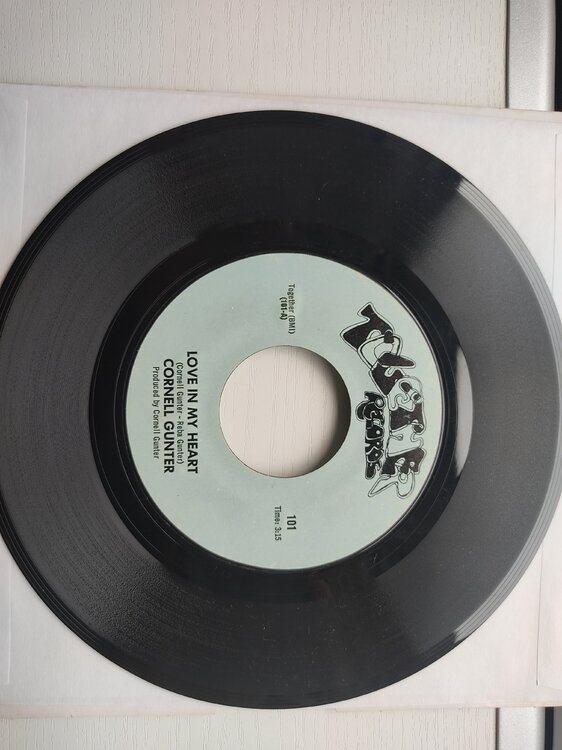 TOGETHER
RECORDS
Together (BMI)
(101-A)
101
Time: 3:15
LOVE IN MY HEART
(Cornell Gunter - Reba Gunter)
CORNELL GUNTER
Produced by Cornell Gunter